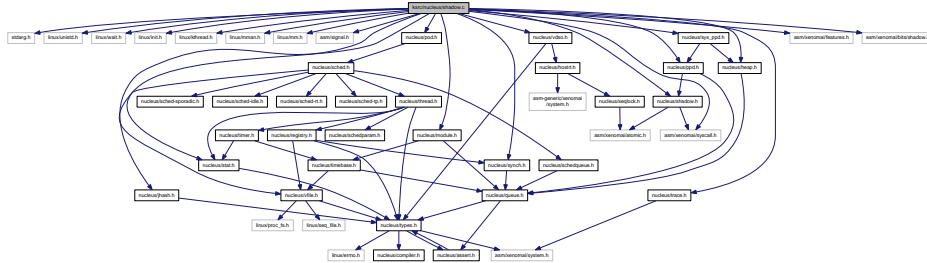 ksrc/nucleus/shadow.c
stdarg.h
linux/unistd.h
linux/wait.h
linux/init.h
linux/kthread.h
linux/mman.h
linux/mm.h
asm/signal.h
nucleus/pod.h
nucleus/vdso.h
nucleus/sys_ppd.h
asm/xenomai/features.h
asm/xenomai/bits/shadow.h
nucleus/sched.h
nucleus/hostrt.h
nucleus/ppd.h
nucleus/heap.h
nucleus/sched-sporadic.h
nucleus/sched-idle.h
nucleus/sched-rt.h
nucleus/sched-tp.h
nucleus/thread.h
asm-generic/xenomai
/system.h
nucleus/seqlock.h
nucleus/shadow.h
nucleus/timer.h
nucleus/registry.h
nucleus/schedparam.h
nucleus/module.h
asm/xenomai/atomic.h
asm/xenomai/syscall.h
nucleus/stat.h
nucleus/timebase.h
nucleus/synch.h
nucleus/schedqueue.h
nucleus/jhash.h
nucleus/vfile.h
nucleus/queue.h
nucleus/trace.h
linux/proc_fs.h
linux/seq_file.h
nucleus/types.h
linux/errno.h
nucleus/compiler.h
nucleus/assert.h
asm/xenomai/system.h